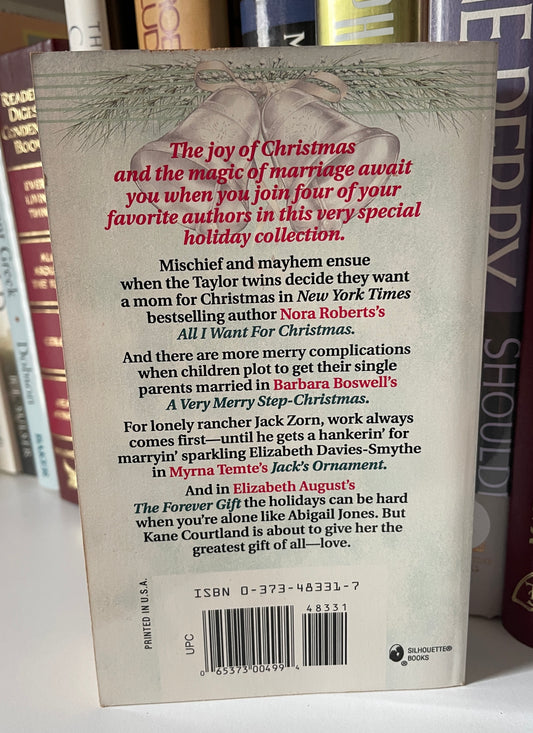 The joy of Christmas
and the magic of marriage await
you when you join four of your
favorite authors in this very special
holiday collection.
Mischief and mayhem ensue
when the Taylor twins decide they want
a mom for Christmas in New York Times
bestselling author Nora Roberts's
All I Want For Christmas.
And there are more merry complications
when children plot to get their single
parents married in Barbara Boswell's
A Very Merry Step-Christmas.
For lonely rancher Jack Zorn, work always
comes first—until he gets a hankerin' for
marryin' sparkling Elizabeth Davies-Smythe
in Myrna Temte's Jack's Ornament.
And in Elizabeth August's
The Forever Gift the holidays can be hard
when you're alone like Abigail Jones. But
Kane Courtland is about to give her the
greatest gift of all—love.
PRINTED IN U.S.A.
ISBN 0-373-48331-7
48331
UPC
0 65373 00499 4
SILHOUETTE®
BOOKS
®
READER
DIGES
CONDEN
BOO
THE
SHOULD